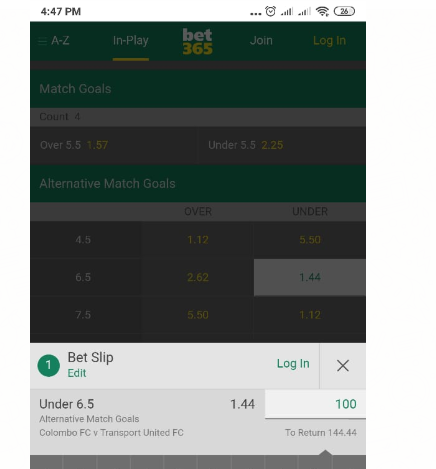 4:47 PM ... 26
A-Z In-Play bet365 Join Log In
Match Goals
Count 4
Over 5.5 1.57 Under 5.5 2.25
Alternative Match Goals
OVER UNDER
4.5 1.12 5.50
6.5 2.62 1.44
7.5 5.50 1.12
1 Bet Slip Log In
Edit
Under 6.5 1.44 100
Alternative Match Goals
Colombo FC v Transport United FC To Return 144.44